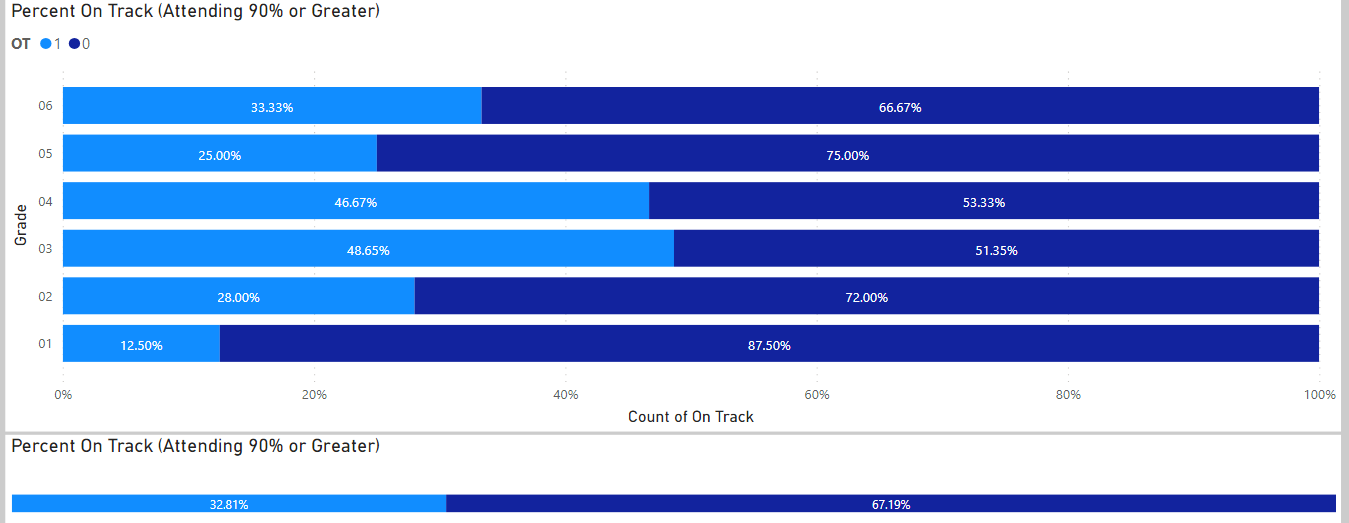 Percent On Track (Attending 90% or Greater)
OT 1 0
06 33.33% 66.67%
05 25.00% 75.00%
04 46.67% 53.33%
03 48.65% 51.35%
02 28.00% 72.00%
01 12.50% 87.50%
Grade
0% 20% 40% 60% 80% 100%
Count of On Track
Percent On Track (Attending 90% or Greater)
32.81% 67.19%